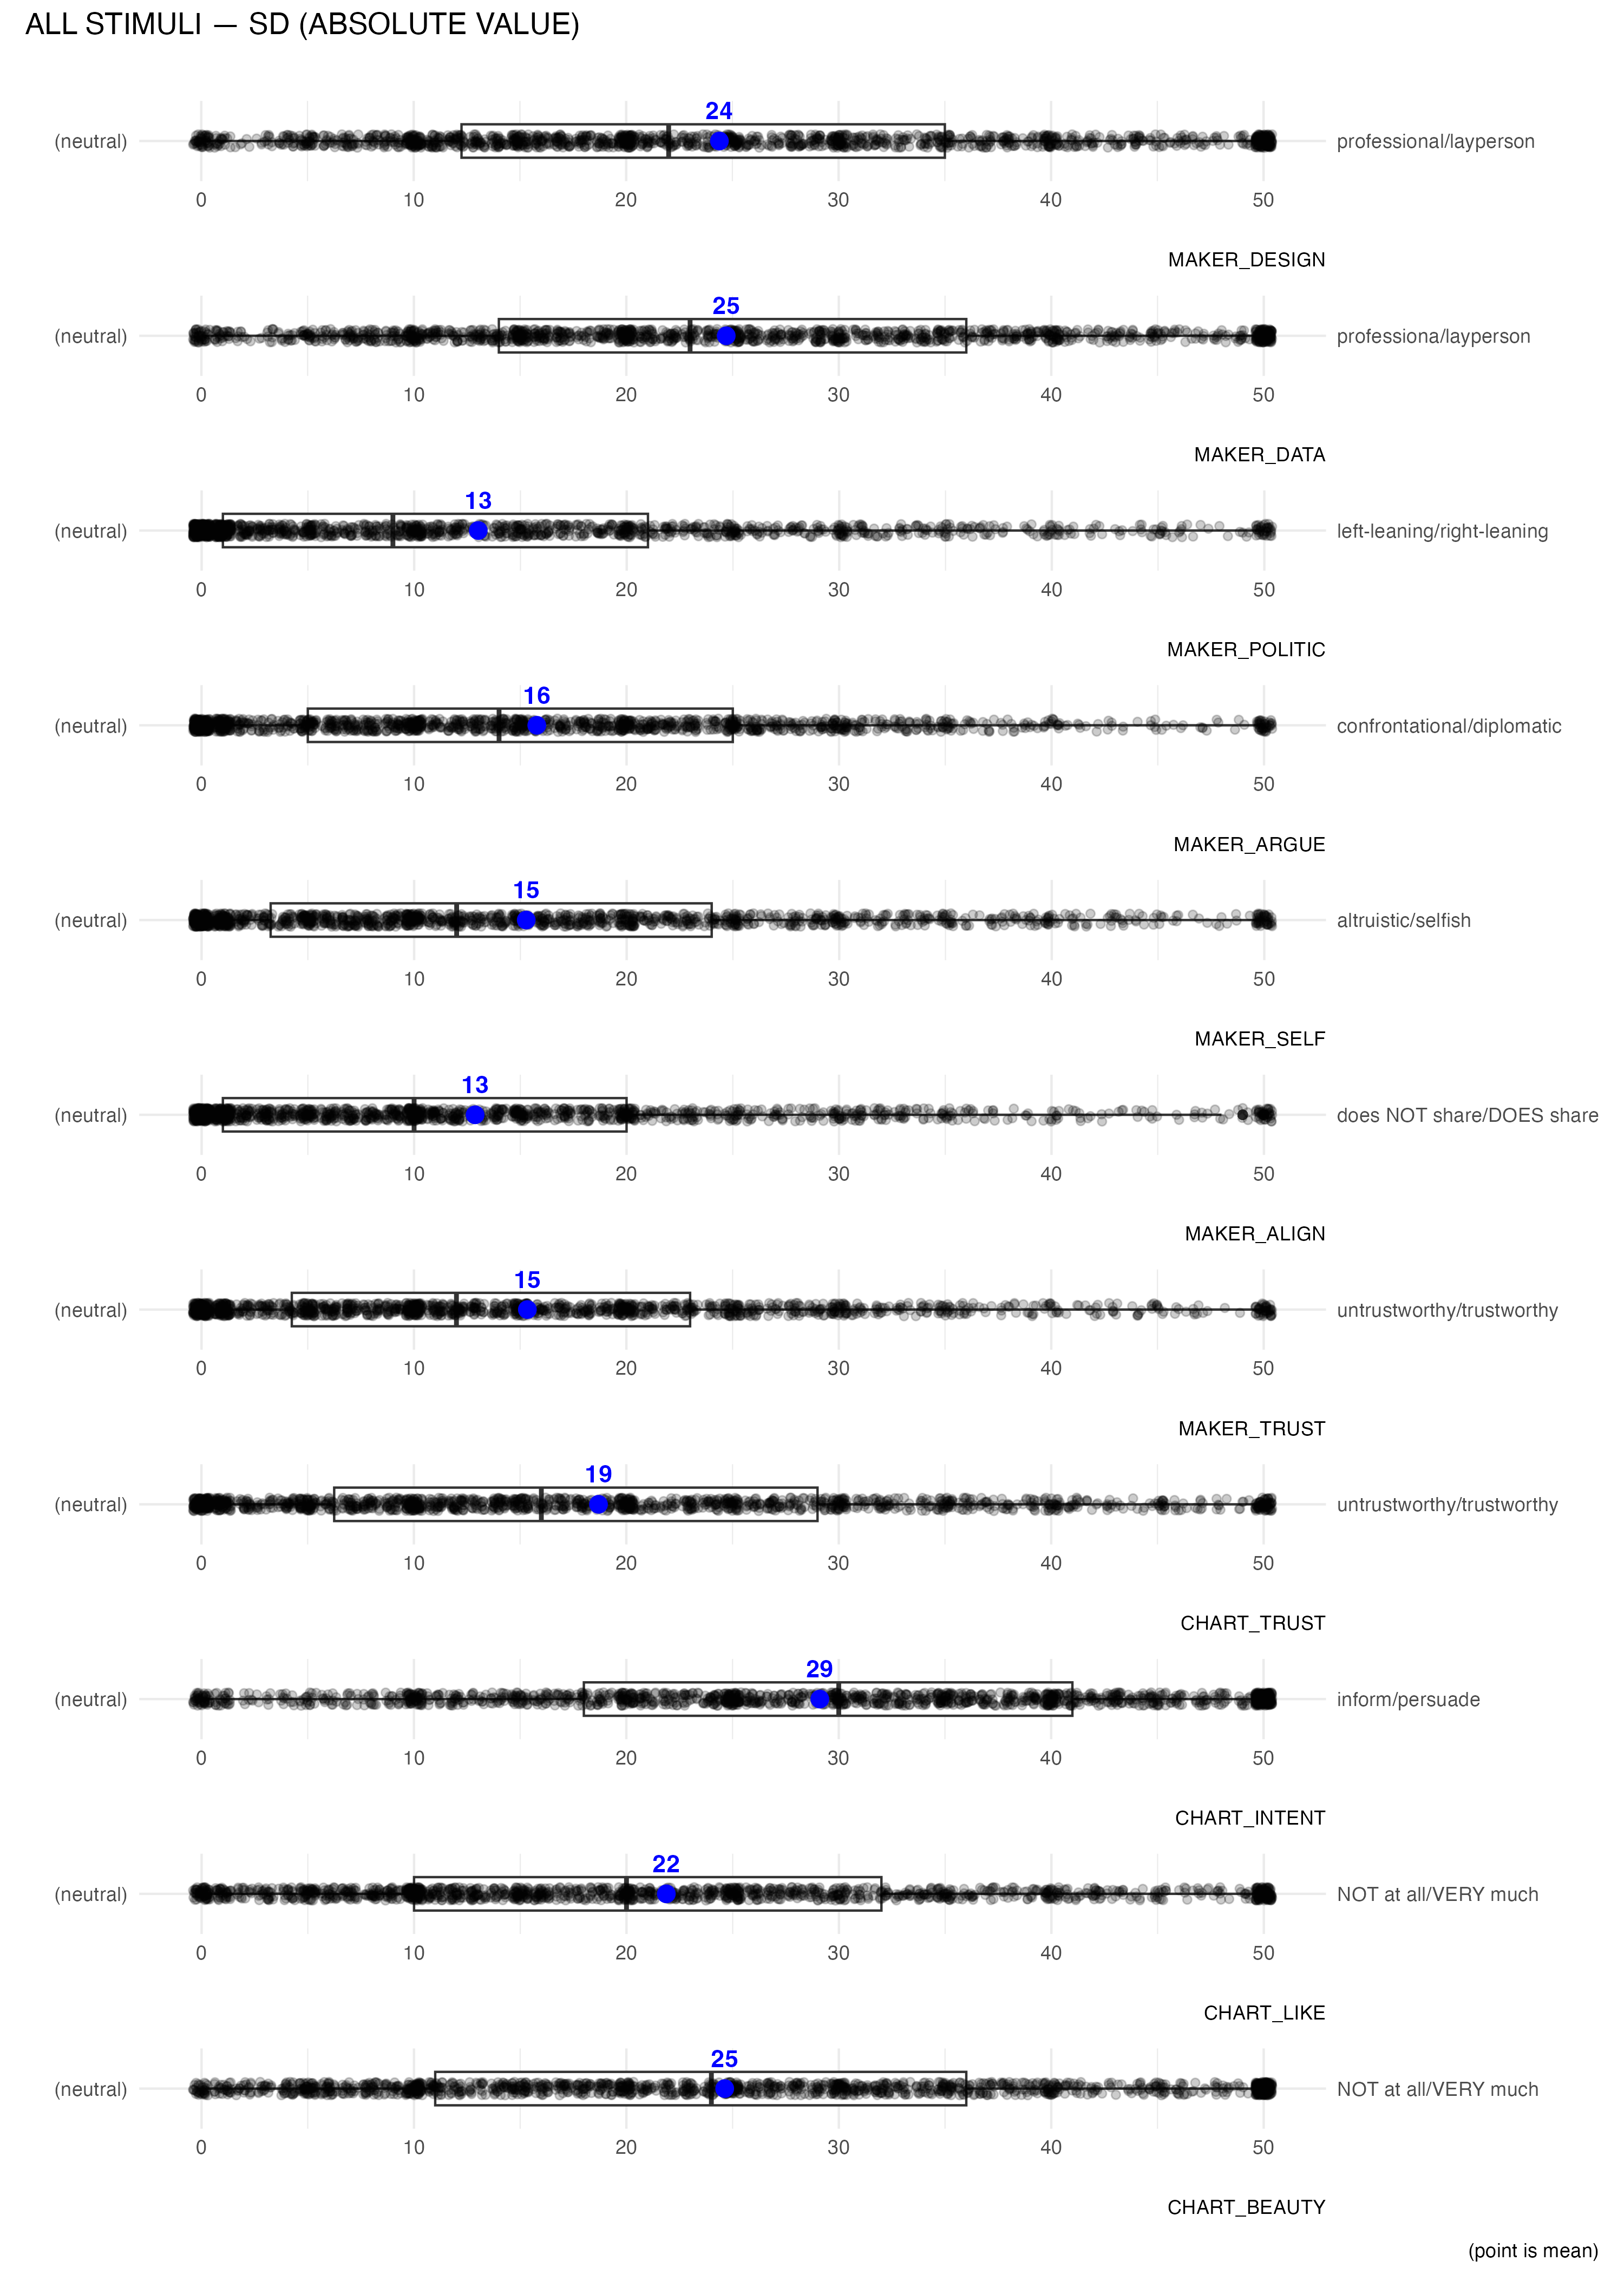 ALL STIMULI — SD (ABSOLUTE VALUE)
24
(neutral) professional/layperson
0 10 20 30 40 50
MAKER_DESIGN
25
(neutral) professiona/layperson
0 10 20 30 40 50
MAKER_DATA
13
(neutral) left-leaning/right-leaning
0 10 20 30 40 50
MAKER_POLITIC
16
(neutral) confrontational/diplomatic
0 10 20 30 40 50
MAKER_ARGUE
15
(neutral) altruistic/selfish
0 10 20 30 40 50
MAKER_SELF
13
(neutral) does NOT share/DOES share
0 10 20 30 40 50
MAKER_ALIGN
15
(neutral) untrustworthy/trustworthy
0 10 20 30 40 50
MAKER_TRUST
19
(neutral) untrustworthy/trustworthy
0 10 20 30 40 50
CHART_TRUST
29
(neutral) inform/persuade
0 10 20 30 40 50
CHART_INTENT
22
(neutral) NOT at all/VERY much
0 10 20 30 40 50
CHART_LIKE
25
(neutral) NOT at all/VERY much
0 10 20 30 40 50
CHART_BEAUTY
(point is mean)